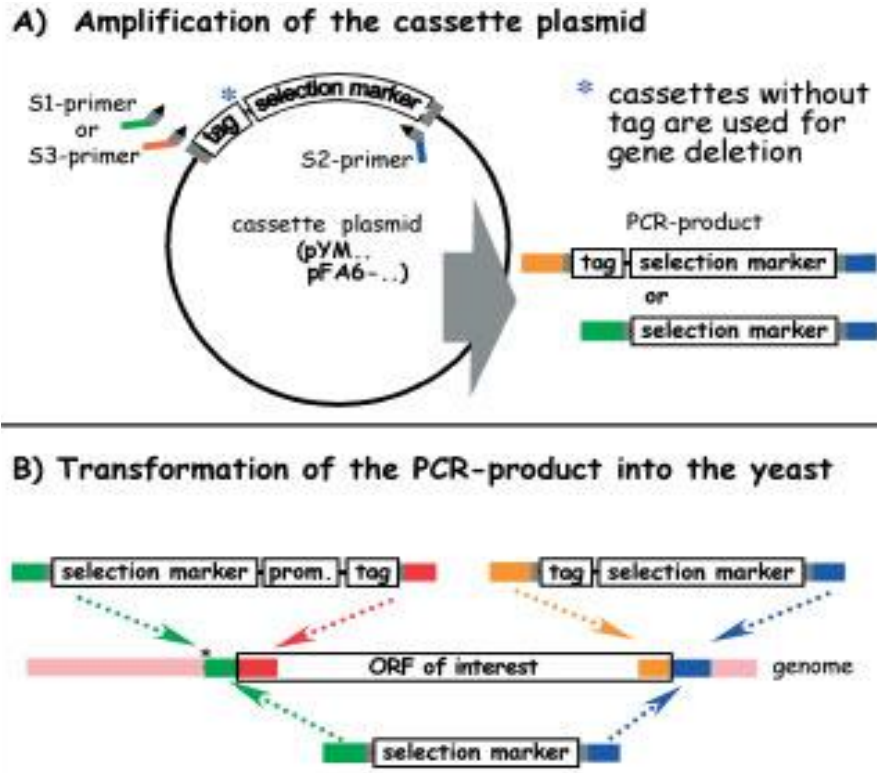 A) Amplification of the cassette plasmid
S1-primer
or
S3-primer
*
tag
selection marker
S2-primer
cassette plasmid
(pYM..
pFA6-..)
* cassettes without
tag are used for
gene deletion
PCR-product
tag selection marker
or
selection marker
B) Transformation of the PCR-product into the yeast
selection marker prom. tag
tag selection marker
*
ORF of interest
genome
selection marker